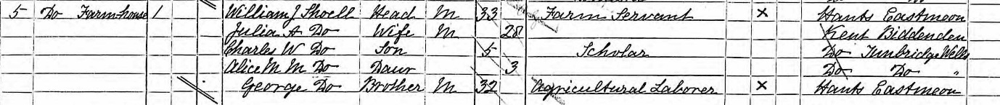 5 Do Farm-house 1 William J Shoell Head M 33 Farm Servant × Hants Eastmeon
Julia A Do Wife M 28 Kent Biddenden
Charles W Do Son 5 Scholar Do Tunbridge Wells
Alice M M Do Daur 3 Do Do "
George Do Brother M 32 Agricultural Laborer × Hants Eastmeon